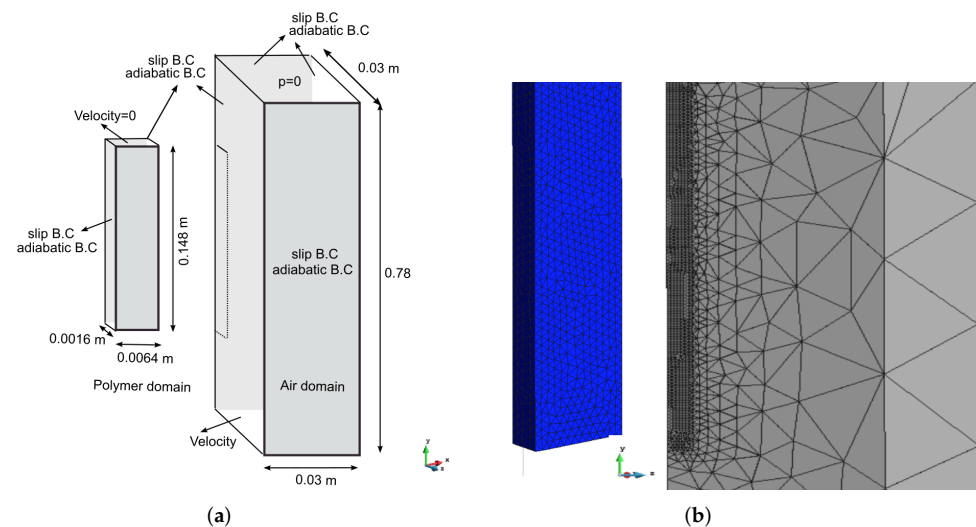 slip B.C
adiabatic B.C
0.03 m
slip B.C
adiabatic B.C
p=0
Velocity=0
slip B.C
adiabatic B.C
0.148 m
slip B.C
adiabatic B.C
0.78
0.0016 m
0.0064 m
Polymer domain
Air domain
Velocity
0.03 m
y
x
z
y
z
(a)
(b)